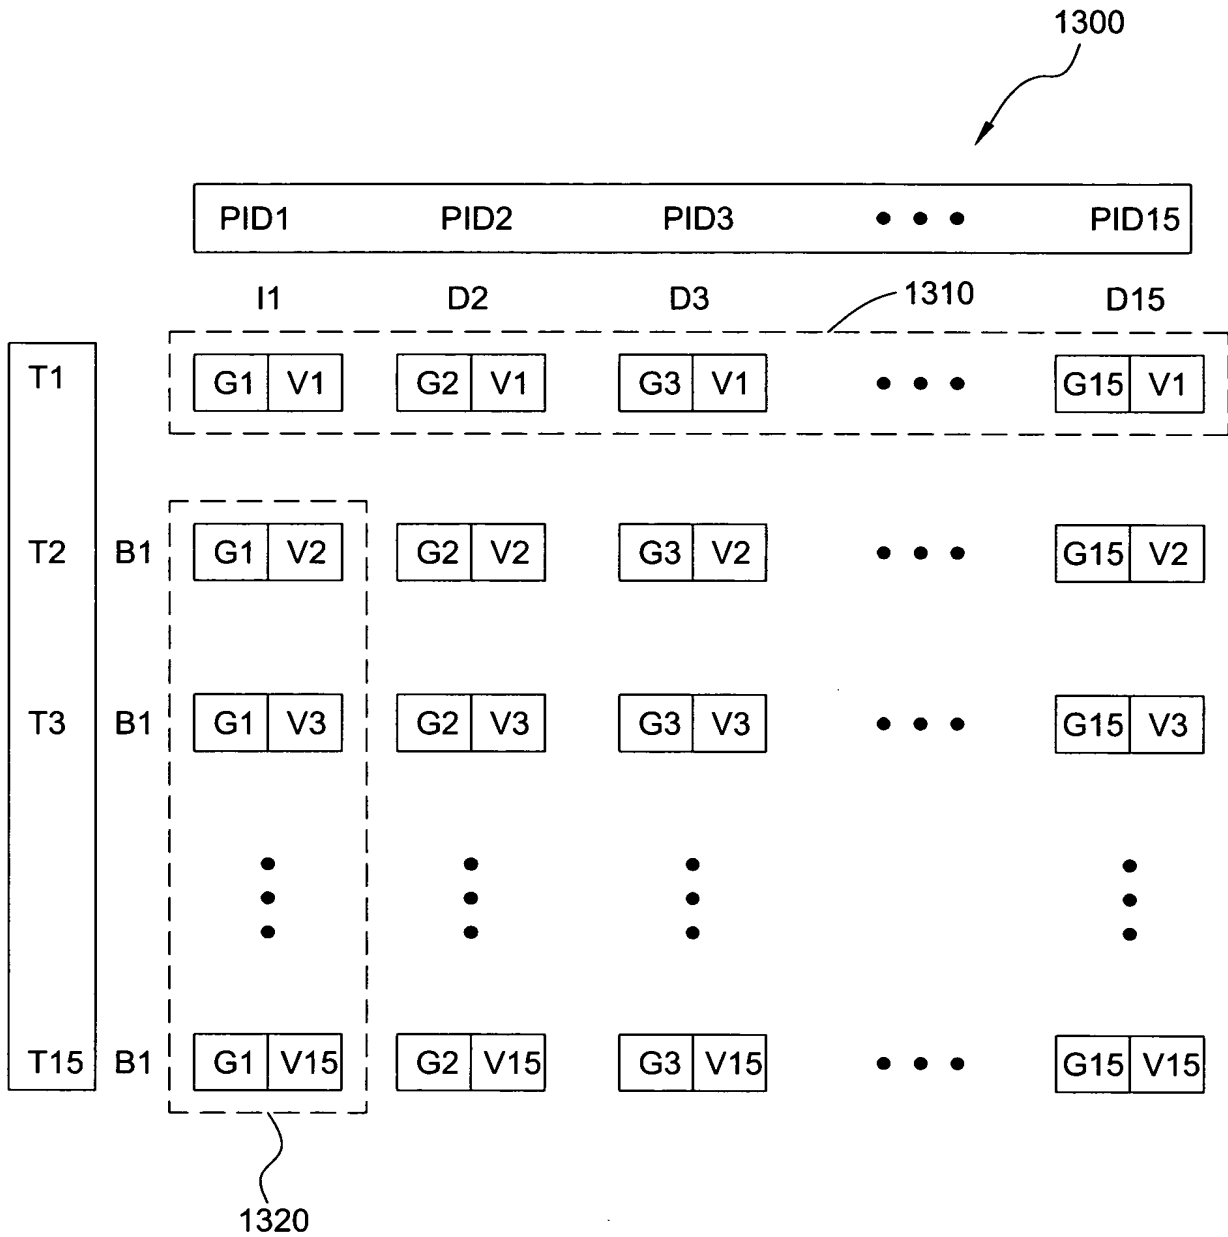 1300
PID1 PID2 PID3 • • • PID15
I1 D2 D3 1310 D15
T1 G1 V1 G2 V1 G3 V1 • • • G15 V1
T2 B1 G1 V2 G2 V2 G3 V2 • • • G15 V2
T3 B1 G1 V3 G2 V3 G3 V3 • • • G15 V3
T15 B1 G1 V15 G2 V15 G3 V15 • • • G15 V15
1320